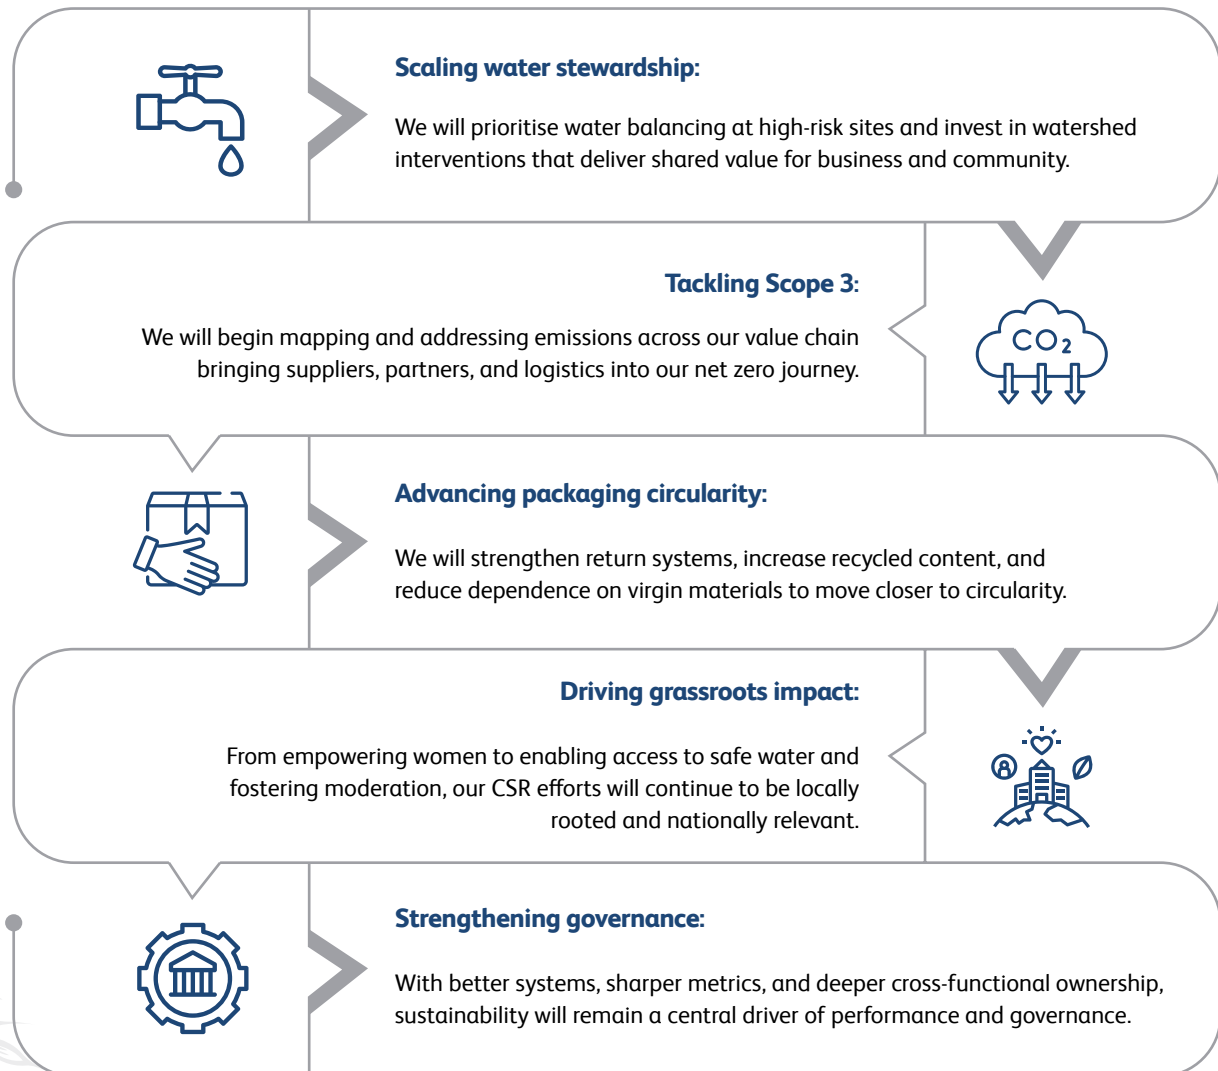 Scaling water stewardship:
We will prioritise water balancing at high-risk sites and invest in watershed
interventions that deliver shared value for business and community.
Tackling Scope 3:
We will begin mapping and addressing emissions across our value chain
bringing suppliers, partners, and logistics into our net zero journey.
CO2
Advancing packaging circularity:
We will strengthen return systems, increase recycled content, and
reduce dependence on virgin materials to move closer to circularity.
Driving grassroots impact:
From empowering women to enabling access to safe water and
fostering moderation, our CSR efforts will continue to be locally
rooted and nationally relevant.
Strengthening governance:
With better systems, sharper metrics, and deeper cross-functional ownership,
sustainability will remain a central driver of performance and governance.